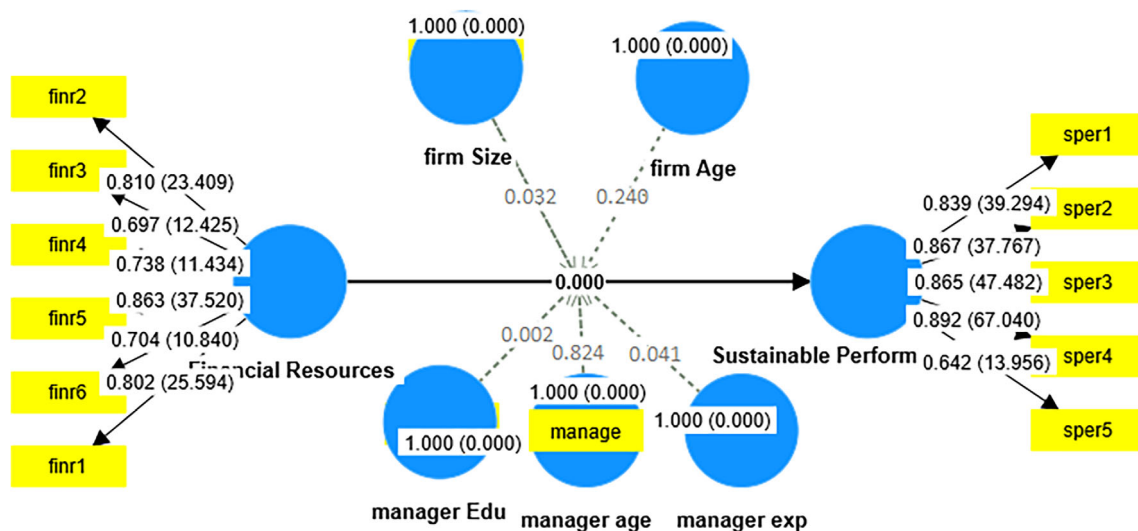 1.000 (0.000)
1.000 (0.000)
firm Size
firm Age
finr2
finr3
finr4
finr5
finr6
finr1
0.810 (23.409)
0.697 (12.425)
0.738 (11.434)
0.863 (37.520)
0.704 (10.840)
0.802 (25.594)
Financial Resources
0.032
0.240
0.000
0.002
0.824
0.041
Sustainable Perform
0.839 (39.294)
0.867 (37.767)
0.865 (47.482)
0.892 (67.040)
0.642 (13.956)
sper1
sper2
sper3
sper4
sper5
1.000 (0.000)
1.000 (0.000)
1.000 (0.000)
manage
manager Edu
manager age
manager exp